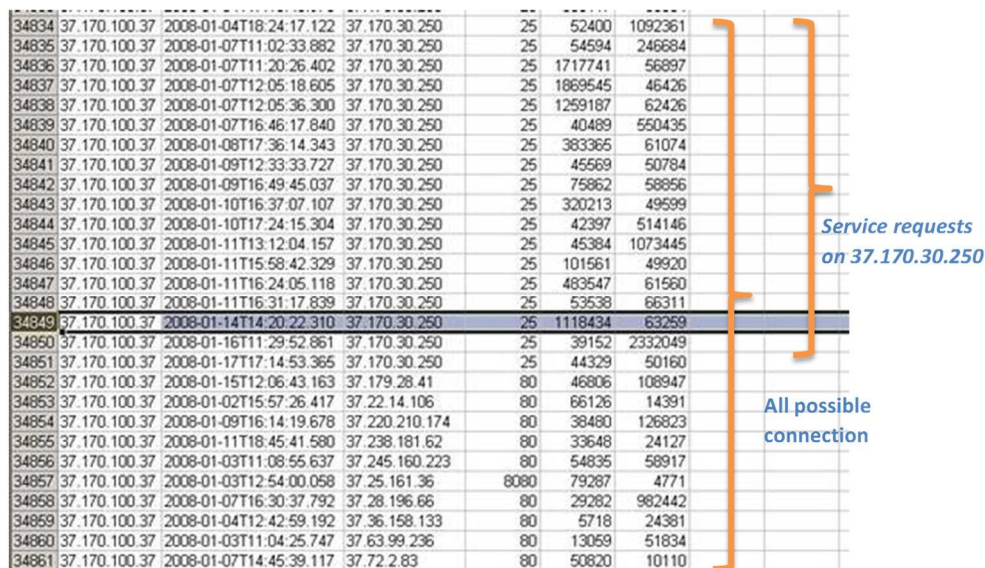 34834 37.170.100.37 2008-01-04T18:24:17.122 37.170.30.250 25 52400 1092361
34835 37.170.100.37 2008-01-07T11:02:33.882 37.170.30.250 25 54594 246684
34836 37.170.100.37 2008-01-07T11:20:26.402 37.170.30.250 25 1717741 56897
34837 37.170.100.37 2008-01-07T12:05:18.605 37.170.30.250 25 1869545 46426
34838 37.170.100.37 2008-01-07T12:05:36.300 37.170.30.250 25 1259187 62426
34839 37.170.100.37 2008-01-07T16:46:17.840 37.170.30.250 25 40489 550435
34840 37.170.100.37 2008-01-08T17:36:14.343 37.170.30.250 25 383365 61074
34841 37.170.100.37 2008-01-09T12:33:33.727 37.170.30.250 25 45569 50784
34842 37.170.100.37 2008-01-09T16:49:45.037 37.170.30.250 25 75862 58856
34843 37.170.100.37 2008-01-10T16:37:07.107 37.170.30.250 25 320213 49599
34844 37.170.100.37 2008-01-10T17:24:15.304 37.170.30.250 25 42397 514146
34845 37.170.100.37 2008-01-11T13:12:04.157 37.170.30.250 25 45384 1073445
34846 37.170.100.37 2008-01-11T15:58:42.329 37.170.30.250 25 101561 49920
34847 37.170.100.37 2008-01-11T16:24:05.118 37.170.30.250 25 483547 61560
34848 37.170.100.37 2008-01-11T16:31:17.839 37.170.30.250 25 53538 66311
34849 37.170.100.37 2008-01-14T14:20:22.310 37.170.30.250 25 1118434 63259
34850 37.170.100.37 2008-01-16T11:29:52.861 37.170.30.250 25 39152 2332049
34851 37.170.100.37 2008-01-17T17:14:53.365 37.170.30.250 25 44329 50160
34852 37.170.100.37 2008-01-15T12:06:43.163 37.179.28.41 80 46806 108947
34853 37.170.100.37 2008-01-02T15:57:26.417 37.22.14.106 80 66126 14391
34854 37.170.100.37 2008-01-09T16:14:19.678 37.220.210.174 80 38480 126823
34855 37.170.100.37 2008-01-11T18:45:41.580 37.238.181.62 80 33648 24127
34856 37.170.100.37 2008-01-03T11:08:55.637 37.245.160.223 80 54835 58917
34857 37.170.100.37 2008-01-03T12:54:00.058 37.25.161.36 8080 79287 4771
34858 37.170.100.37 2008-01-07T16:30:37.792 37.28.196.66 80 29282 982442
34859 37.170.100.37 2008-01-04T12:42:59.192 37.36.158.133 80 5718 24381
34860 37.170.100.37 2008-01-03T11:04:25.747 37.63.99.236 80 13059 51834
34861 37.170.100.37 2008-01-07T14:45:39.117 37.72.2.83 80 50820 10110
Service requests
on 37.170.30.250
All possible
connection